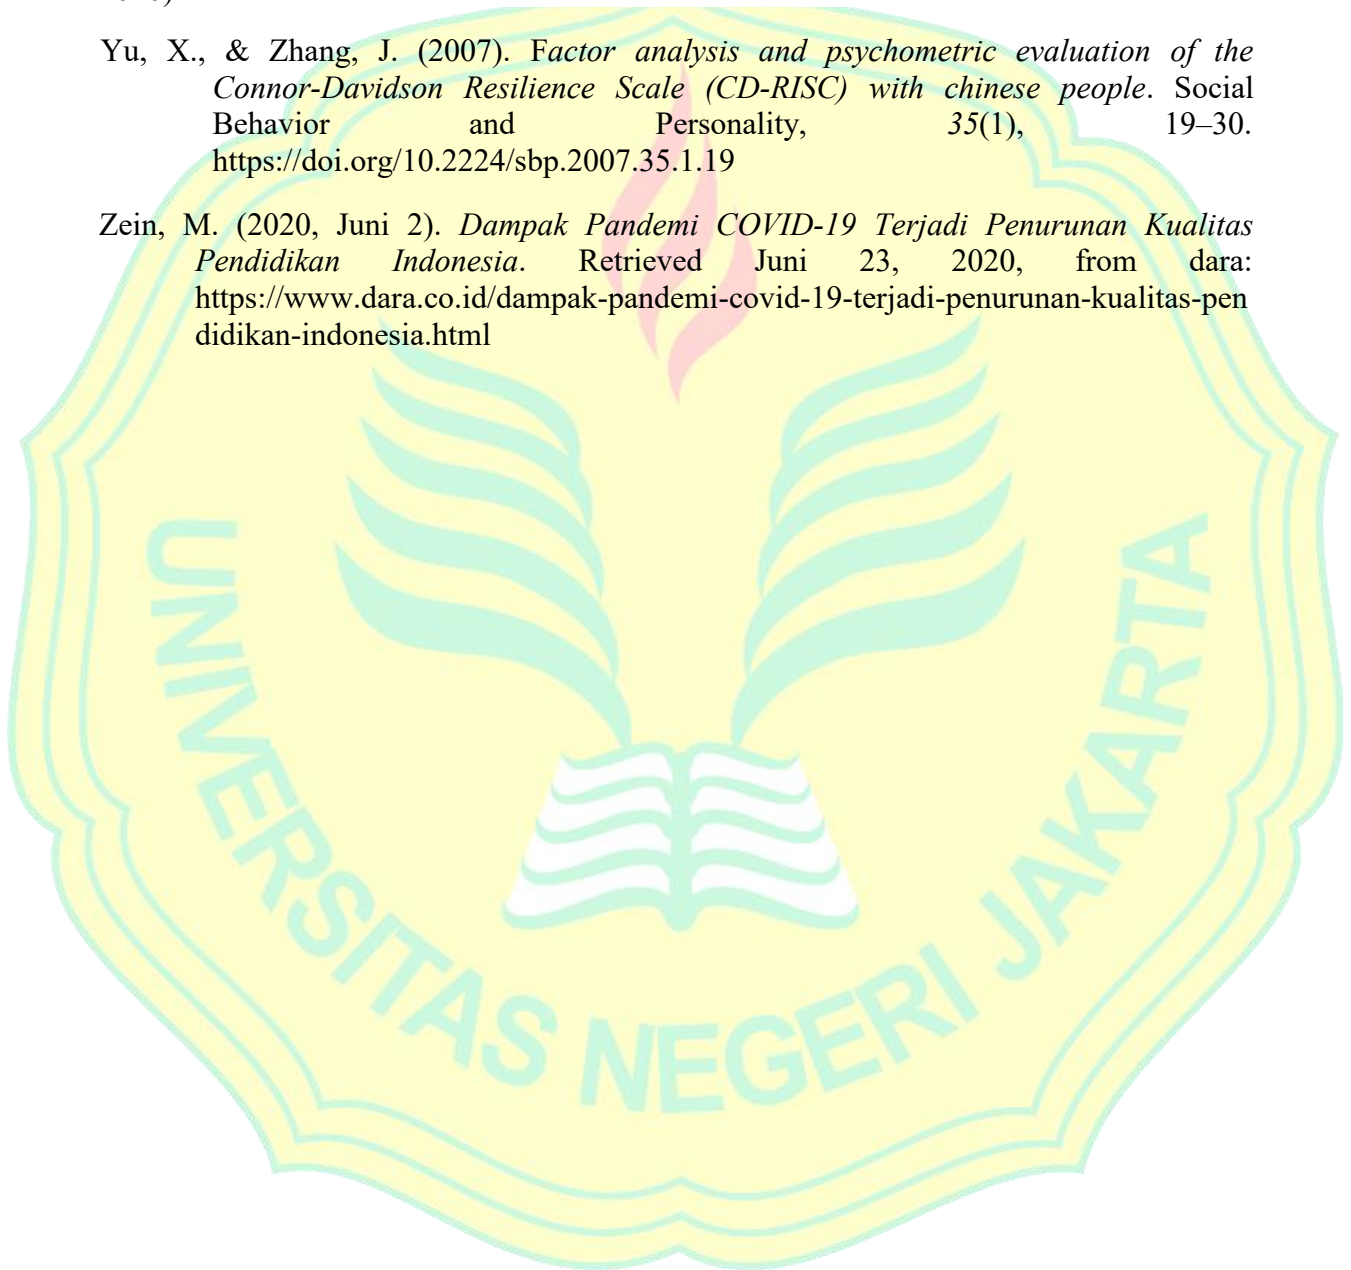 Yu, X., & Zhang, J. (2007). Factor analysis and psychometric evaluation of the
Connor-Davidson Resilience Scale (CD-RISC) with chinese people. Social
Behavior and Personality, 35(1), 19–30.
https://doi.org/10.2224/sbp.2007.35.1.19
Zein, M. (2020, Juni 2). Dampak Pandemi COVID-19 Terjadi Penurunan Kualitas
Pendidikan Indonesia. Retrieved Juni 23, 2020, from dara:
https://www.dara.co.id/dampak-pandemi-covid-19-terjadi-penurunan-kualitas-pen
didikan-indonesia.html
UNIVERSITAS NEGERI JAKARTA